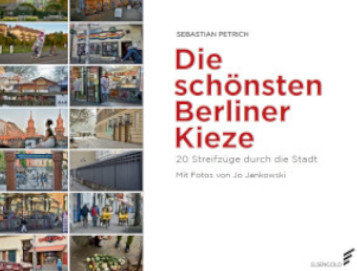 SEBASTIAN PETRICH
Die
schönsten
Berliner
Kieze
20 Streifzüge durch die Stadt
Mit Fotos von Jo Jankowski
ELSENGOLD